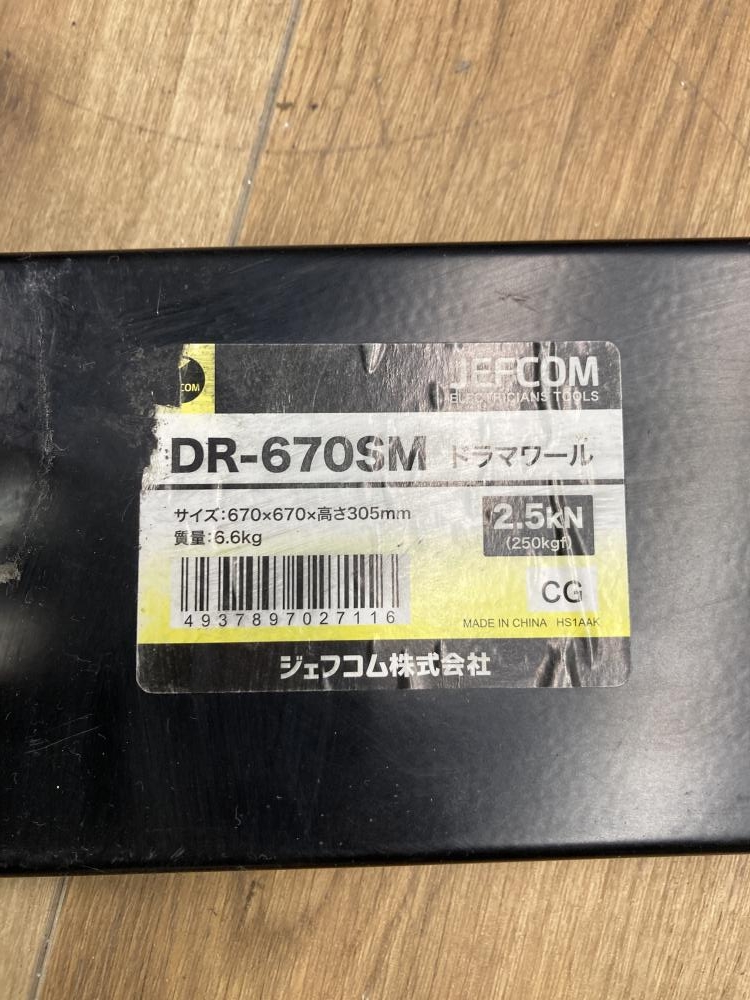 COM
JEFCOM
ELECTRICIANS TOOLS
DR-670SM ドラマワール
サイズ:670×670×高さ305mm
質量:6.6kg
2.5kN
(250kgf)
4937897027116
CG
MADE IN CHINA HS1AAK
ジェフコム株式会社